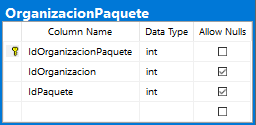 OrganizacionPaquete
Column Name Data Type Allow Nulls
IdOrganizacionPaquete int
IdOrganizacion int
IdPaquete int